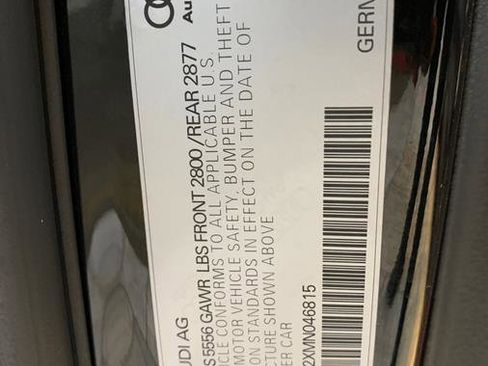 Au
UDI AG
S 5556 GAWR LBS FRONT 2800 / REAR 2877
CLE CONFORMS TO ALL APPLICABLE U.S.
MOTOR VEHICLE SAFETY, BUMPER AND THEFT
ON STANDARDS IN EFFECT ON THE DATE OF
CTURE SHOWN ABOVE
ER CAR
2XMN046815
GERM